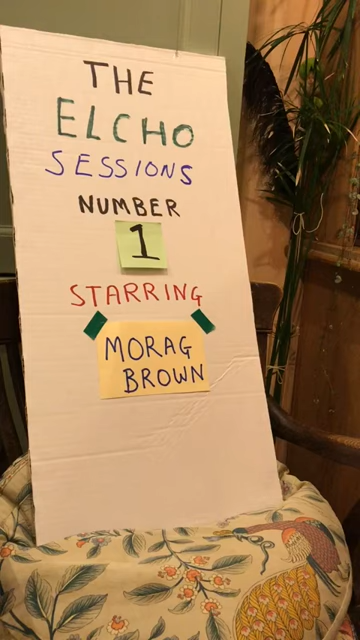 THE
ELCHO
SESSIONS
NUMBER
1
STARRING
MORAG
BROWN